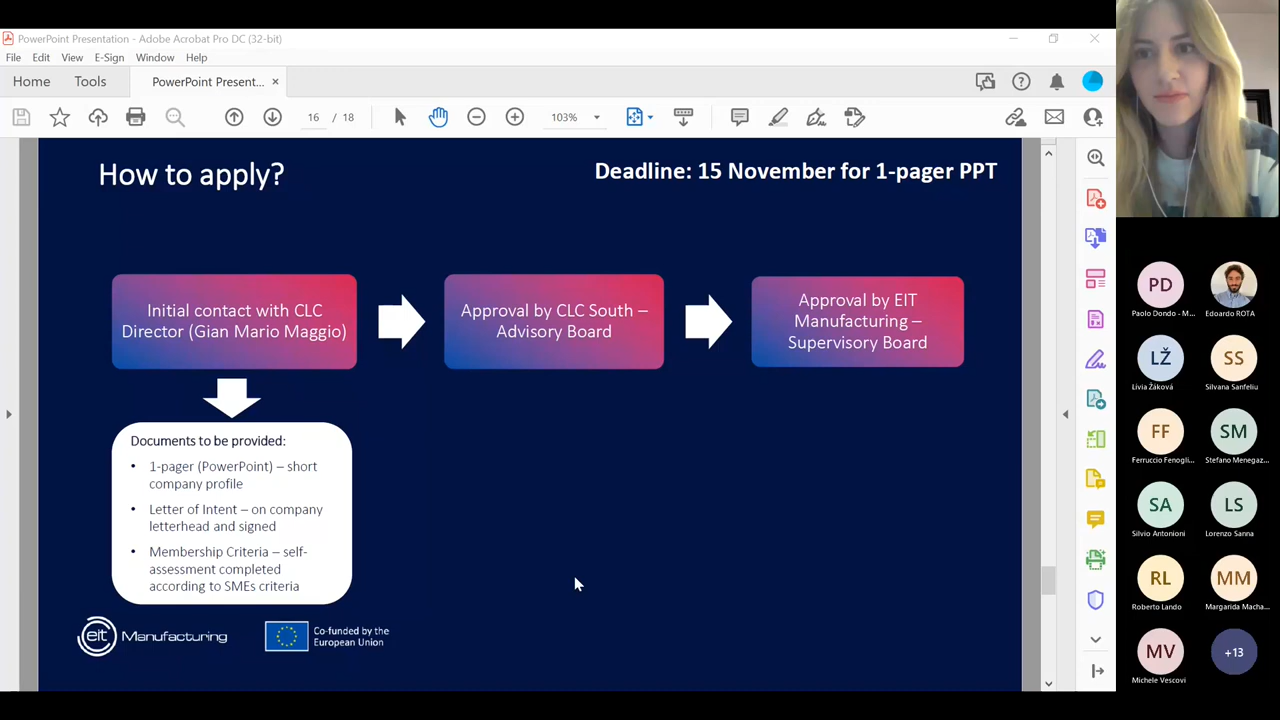 PowerPoint Presentation - Adobe Acrobat Pro DC (32-bit)
File Edit View E-Sign Window Help
Home Tools PowerPoint Present... ×
16 / 18 103%
How to apply?
Deadline: 15 November for 1-pager PPT
Initial contact with CLC
Director (Gian Mario Maggio)
Approval by CLC South –
Advisory Board
Approval by EIT
Manufacturing –
Supervisory Board
Documents to be provided:
• 1-pager (PowerPoint) – short
company profile
• Letter of Intent – on company
letterhead and signed
• Membership Criteria – self-
assessment completed
according to SMEs criteria
eit Manufacturing
Co-funded by the
European Union
PD
Paolo Dondo - M...
Edoardo ROTA
LŽ
Lívia Žáková
SS
Silvana Sanfeliu
FF
Ferruccio Fenogli...
SM
Stefano Menegaz...
SA
Silvio Antonioni
LS
Lorenzo Sanna
RL
Roberto Lando
MM
Margarida Macha...
MV
Michele Vescovi
+13